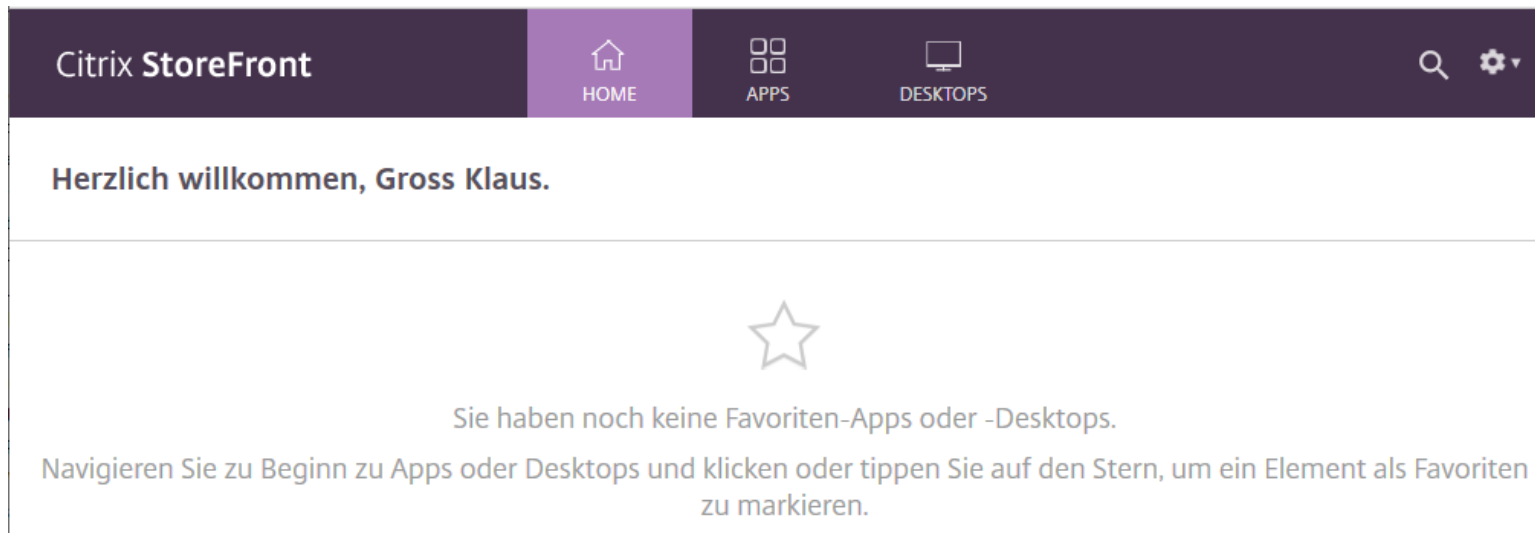 Citrix StoreFront
HOME
APPS
DESKTOPS
Herzlich willkommen, Gross Klaus.
Sie haben noch keine Favoriten-Apps oder -Desktops.
Navigieren Sie zu Beginn zu Apps oder Desktops und klicken oder tippen Sie auf den Stern, um ein Element als Favoriten
zu markieren.